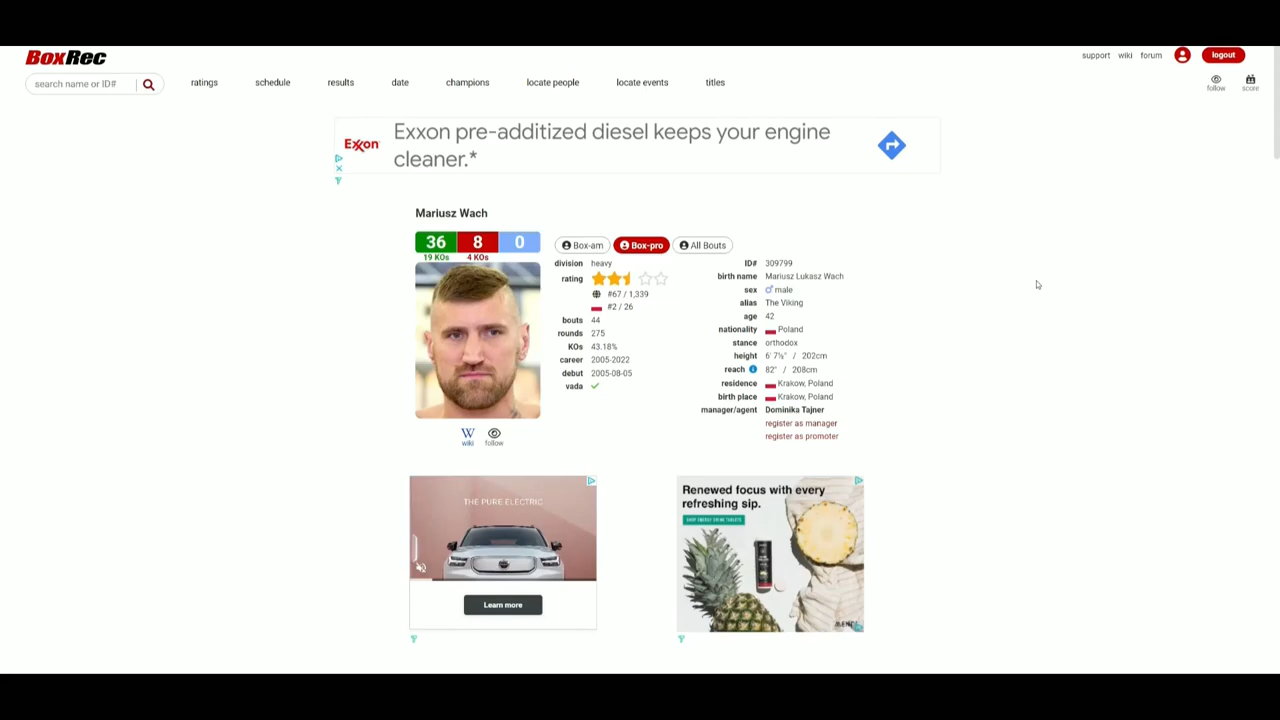 BoxRec
support wiki forum logout
search name or ID# ratings schedule results date champions locate people locate events titles
follow score
Exxon Exxon pre-additized diesel keeps your engine
cleaner.*
Mariusz Wach
36 8 0
19 KOs 4 KOs
Box-am Box-pro All Bouts
division heavy
rating
#67 / 1,339
#2 / 26
bouts 44
rounds 275
KOs 43.18%
career 2005-2022
debut 2005-08-05
vada
ID# 309799
birth name Mariusz Lukasz Wach
sex male
alias The Viking
age 42
nationality Poland
stance orthodox
height 6′ 7½″ / 202cm
reach 82″ / 208cm
residence Krakow, Poland
birth place Krakow, Poland
manager/agent Dominika Tajner
register as manager
register as promoter
W
wiki follow
THE PURE ELECTRIC
Learn more
Renewed focus with every
refreshing sip.
SHOP ENERGY DRINK TABLETS